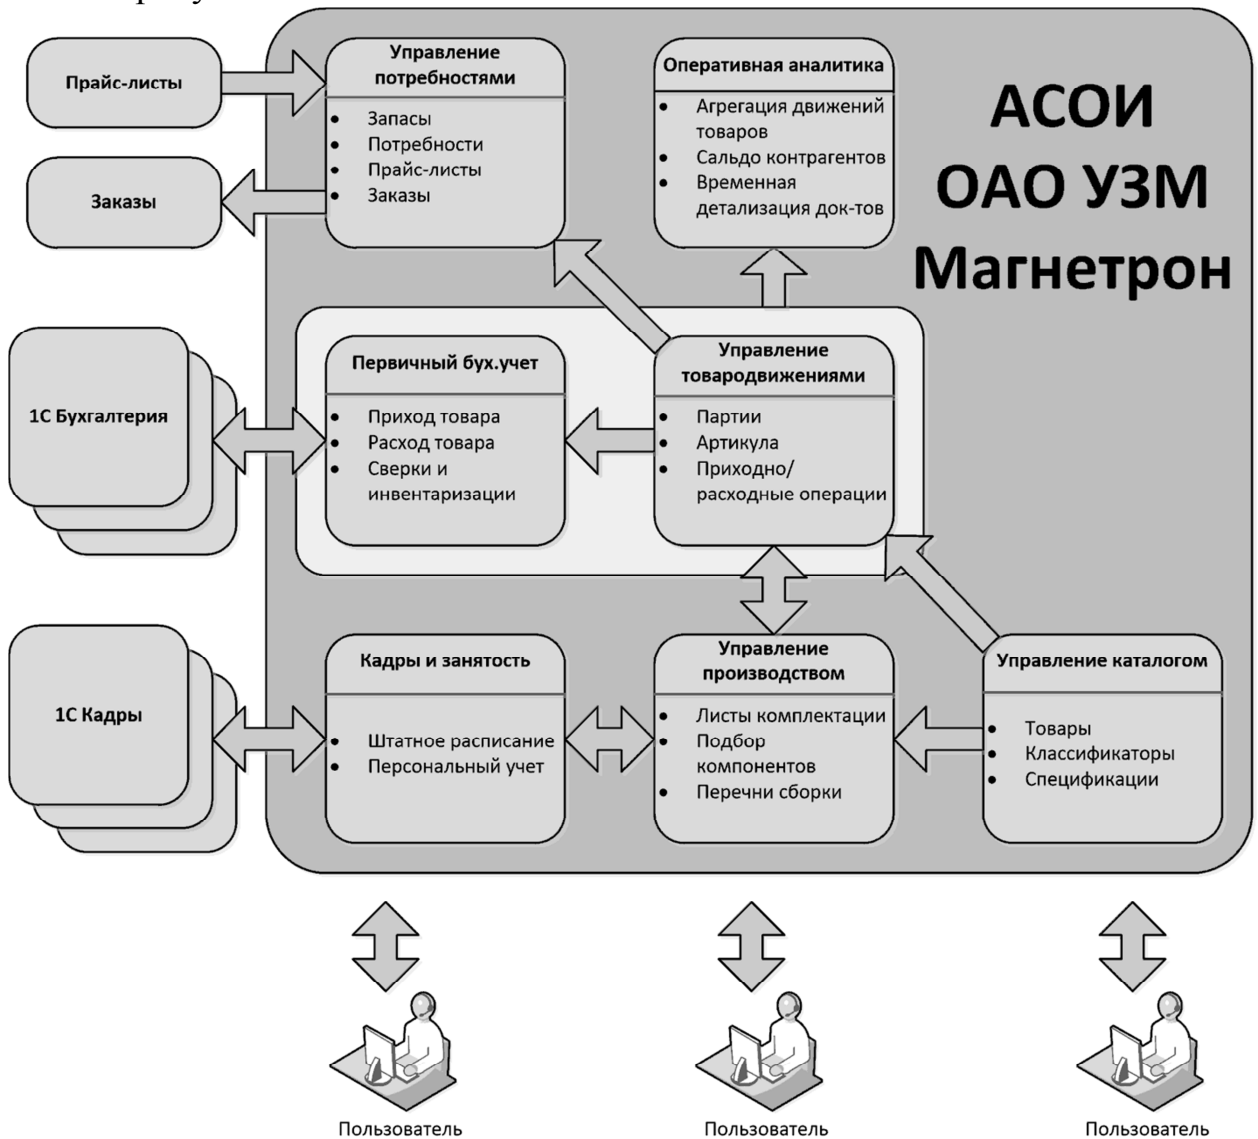 Прайс-листы
Заказы
Управление
потребностями
• Запасы
• Потребности
• Прайс-листы
• Заказы
Оперативная аналитика
• Агрегация движений
товаров
• Сальдо контрагентов
• Временная
детализация док-тов
АСОИ
ОАО УЗМ
Магнетрон
1С Бухгалтерия
Первичный бух.учет
• Приход товара
• Расход товара
• Сверки и
инвентаризации
Управление
товародвижениями
• Партии
• Артикула
• Приходно/
расходные операции
1С Кадры
Кадры и занятость
• Штатное расписание
• Персональный учет
Управление
производством
• Листы комплектации
• Подбор
компонентов
• Перечни сборки
Управление каталогом
• Товары
• Классификаторы
• Спецификации
Пользователь
Пользователь
Пользователь